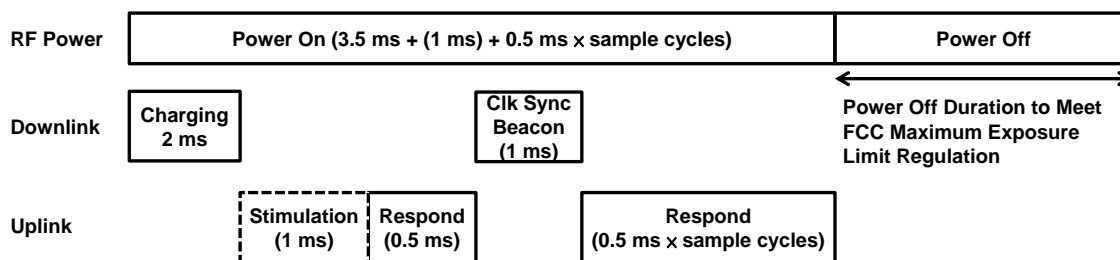 RF Power
Power On (3.5 ms + (1 ms) + 0.5 ms × sample cycles)
Power Off
Downlink
Charging
2 ms
Clk Sync
Beacon
(1 ms)
Power Off Duration to Meet
FCC Maximum Exposure
Limit Regulation
Uplink
Stimulation
(1 ms)
Respond
(0.5 ms)
Respond
(0.5 ms × sample cycles)